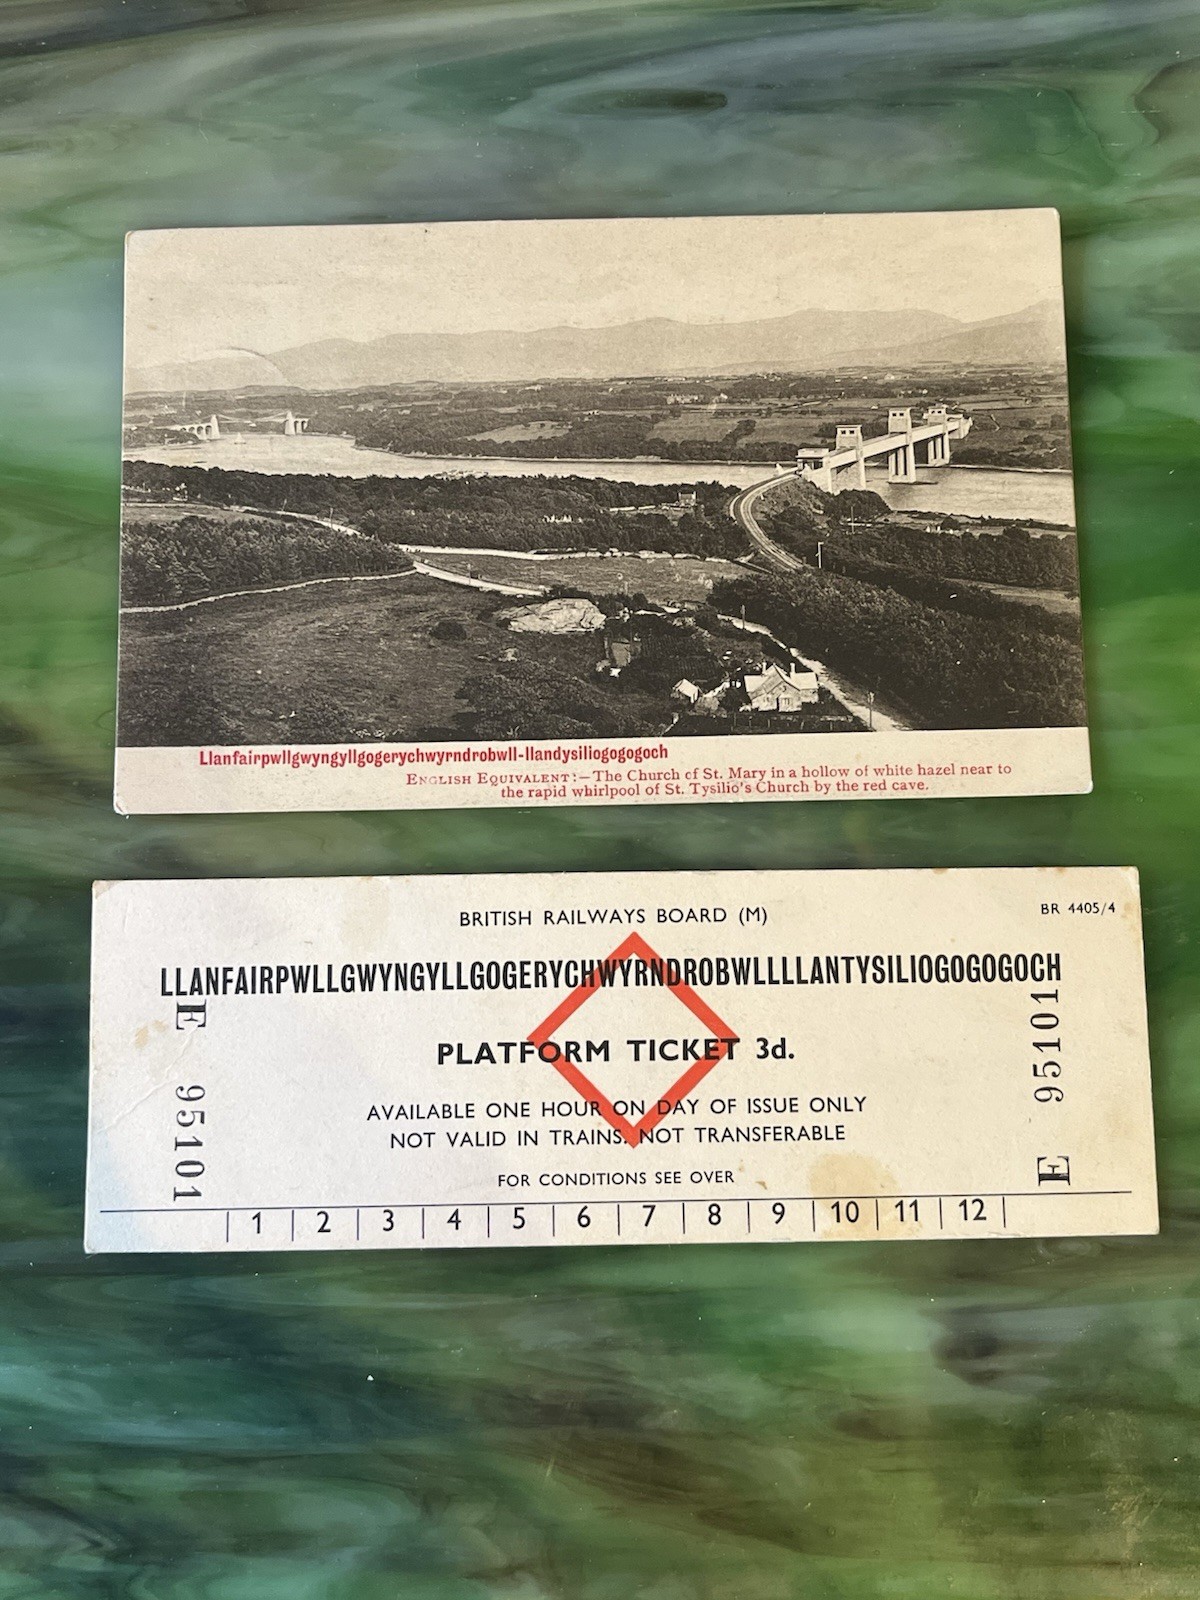 Llanfairpwllgwyngyllgogerychwyrndrobwll-llandysiliogogogoch
ENGLISH EQUIVALENT:—The Church of St. Mary in a hollow of white hazel near to
the rapid whirlpool of St. Tysilio's Church by the red cave.
BRITISH RAILWAYS BOARD (M)
BR 4405/4
LLANFAIRPWLLGWYNGYLLGOGERYCHWYRNDROBWLLLLANTYSILIOGOGOGOCH
E 95101
PLATFORM TICKET 3d.
AVAILABLE ONE HOUR ON DAY OF ISSUE ONLY
NOT VALID IN TRAINS. NOT TRANSFERABLE
FOR CONDITIONS SEE OVER
E 95101
1 2 3 4 5 6 7 8 9 10 11 12